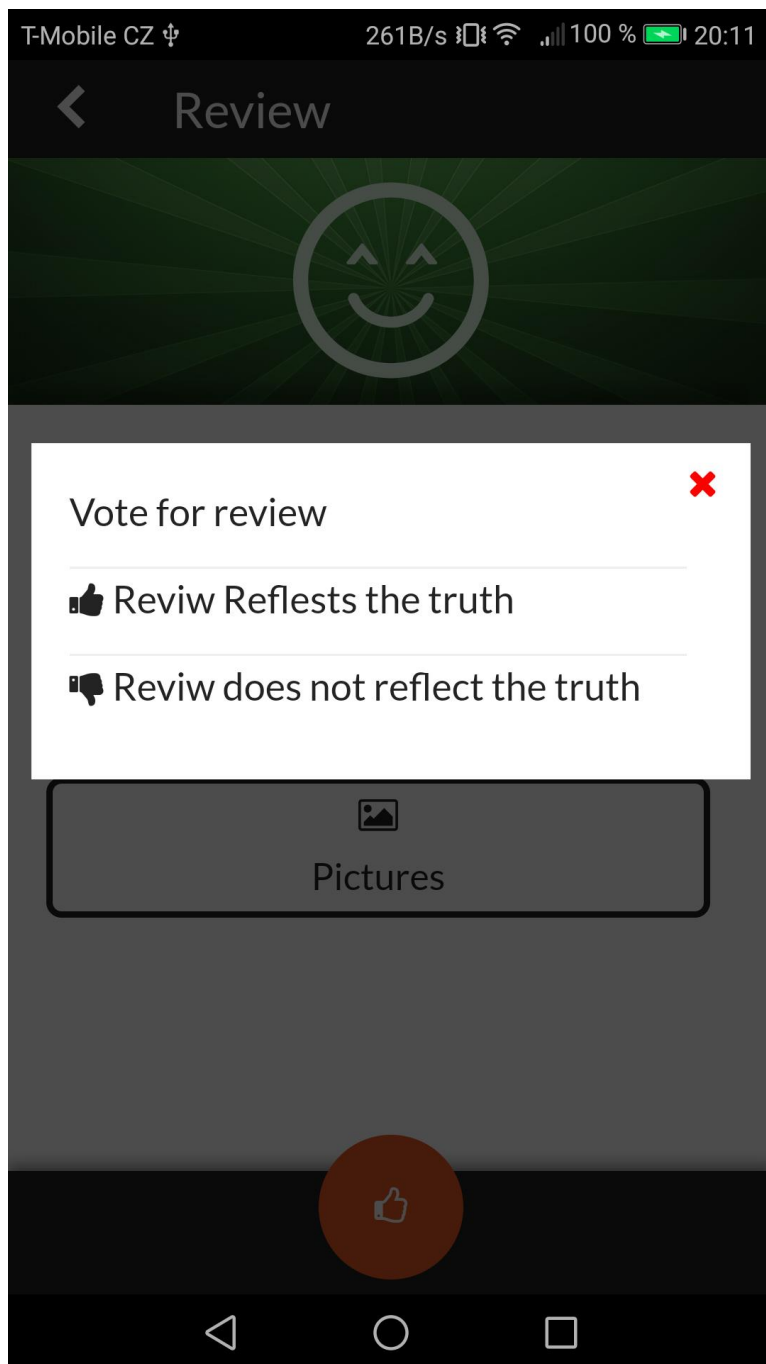 T-Mobile CZ 261B/s 100 % 20:11
Review
Vote for review
Reviw Reflests the truth
Reviw does not reflect the truth
Pictures